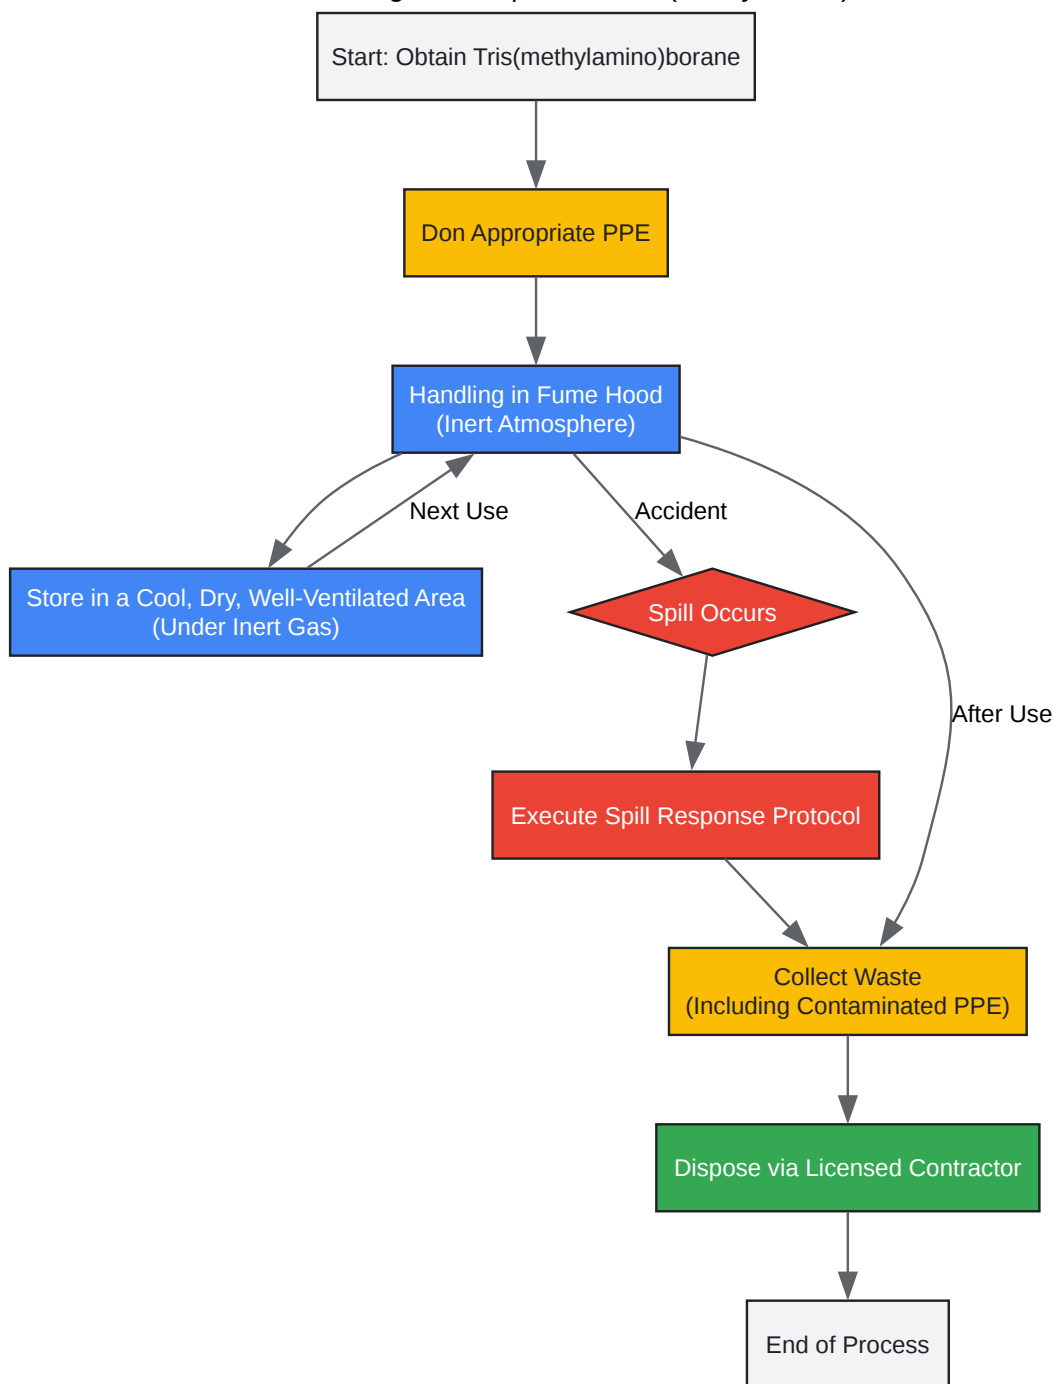 Start: Obtain Tris(methylamino)borane
Don Appropriate PPE
Handling in Fume Hood
(Inert Atmosphere)
Next Use
Accident
Store in a Cool, Dry, Well-Ventilated Area
(Under Inert Gas)
Spill Occurs
After Use
Execute Spill Response Protocol
Collect Waste
(Including Contaminated PPE)
Dispose via Licensed Contractor
End of Process